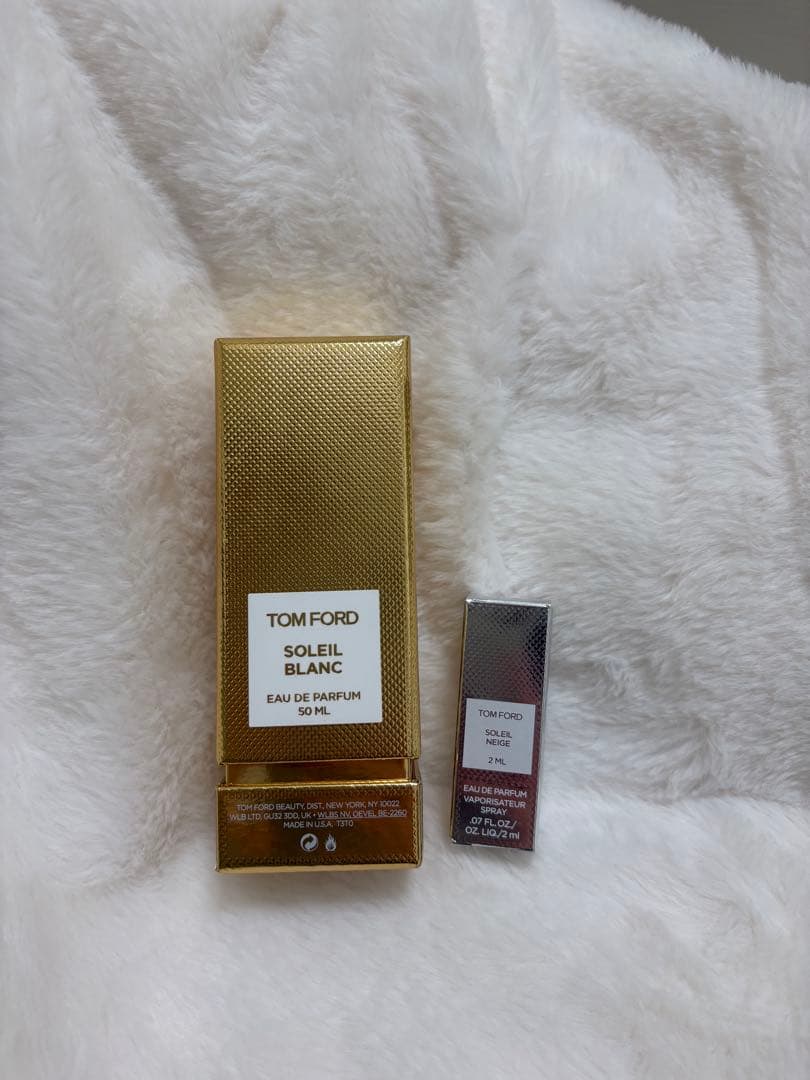 TOM FORD
SOLEIL
BLANC
EAU DE PARFUM
50 ML
TOM FORD BEAUTY, DIST, NEW YORK, NY 10022
WLB LTD, GU32 3DD, UK • WLBS NV, OEVEL BE-2260
MADE IN U.S.A. T3T0
TOM FORD
SOLEIL
NEIGE
2 ML
EAU DE PARFUM
VAPORISATEUR
SPRAY
.07 FL.OZ./
OZ. LIQ./2 ml